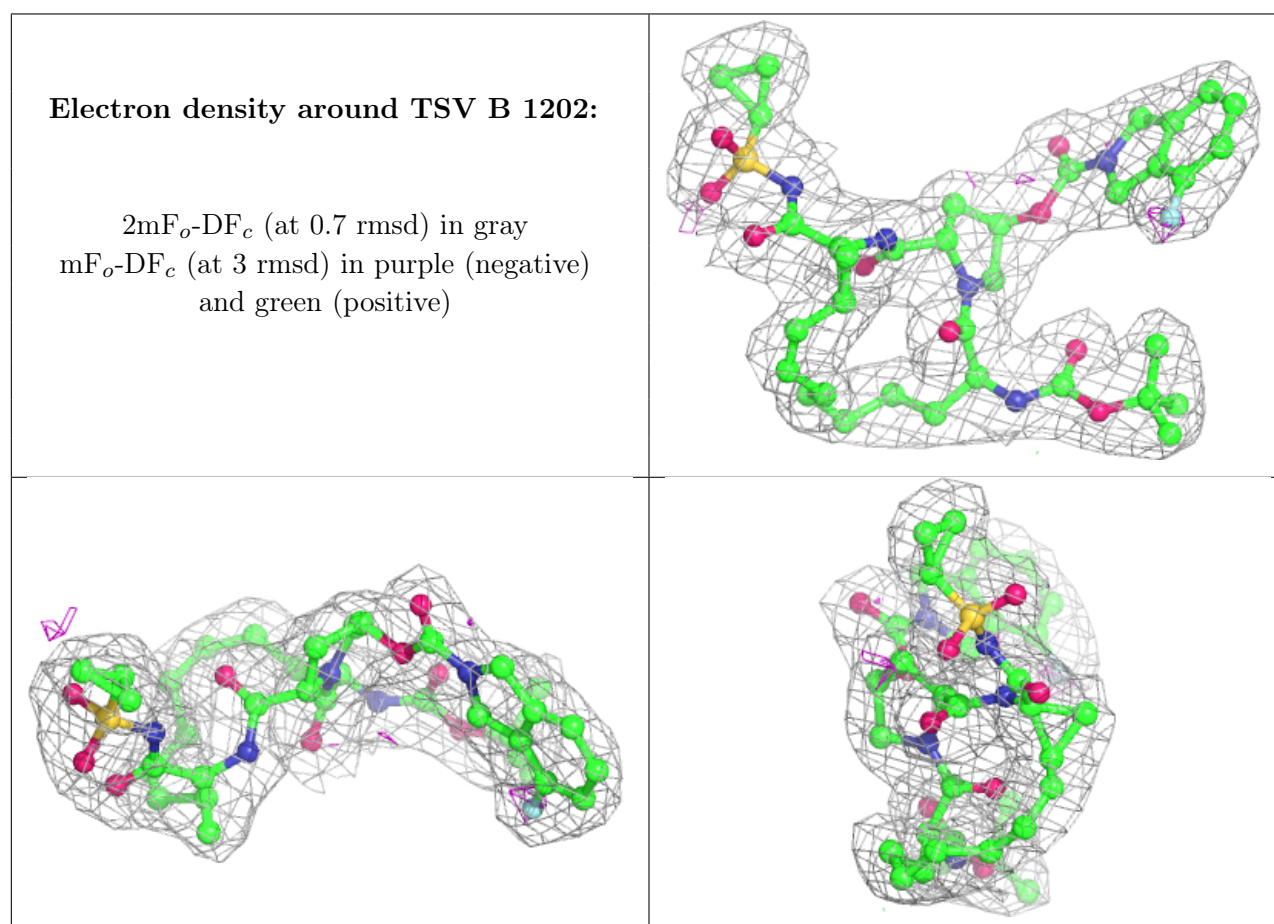 Electron density around TSV B 1202:
2mFo-DFc (at 0.7 rmsd) in gray
mFo-DFc (at 3 rmsd) in purple (negative)
and green (positive)